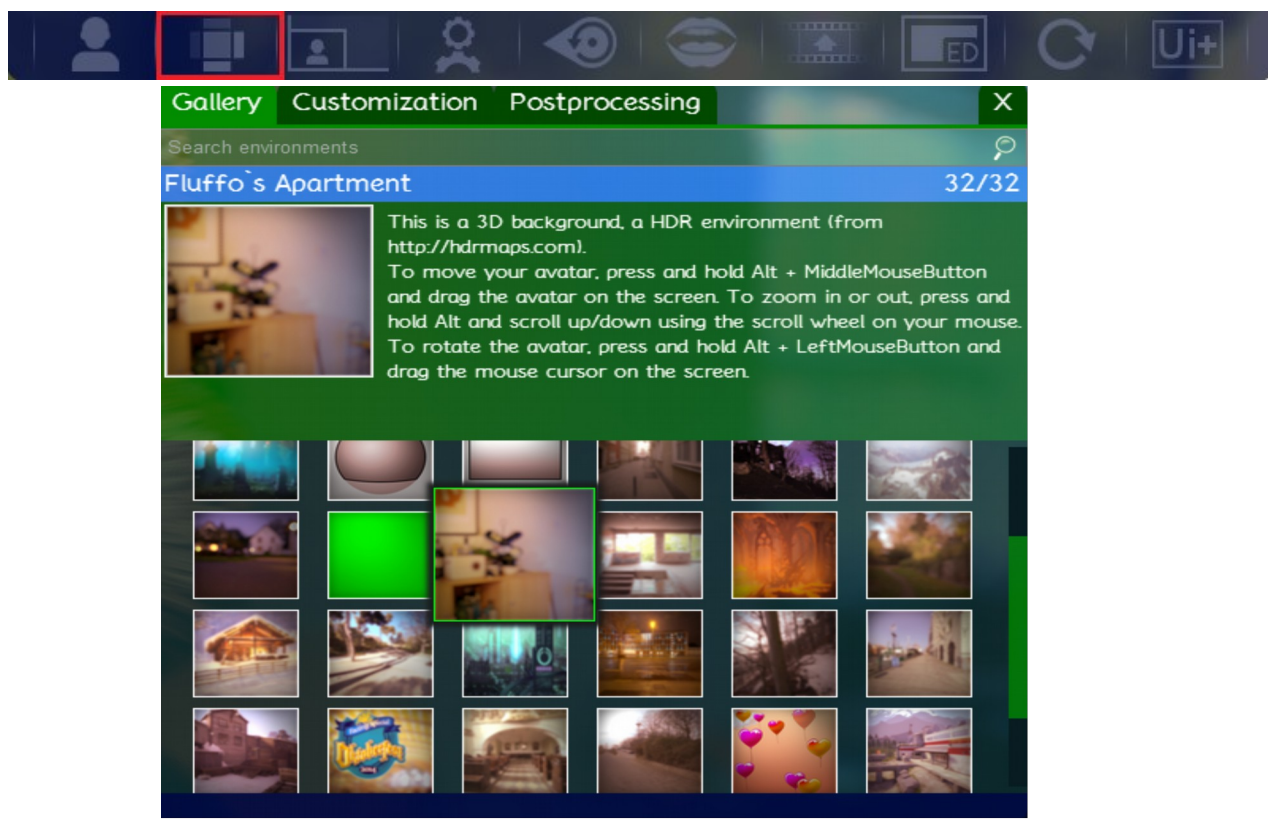 ED
Ui+
Gallery Customization Postprocessing X
Search environments
Fluffo`s Apartment 32/32
This is a 3D background, a HDR environment (from
http://hdrmaps.com).
To move your avatar, press and hold Alt + MiddleMouseButton
and drag the avatar on the screen. To zoom in or out, press and
hold Alt and scroll up/down using the scroll wheel on your mouse.
To rotate the avatar, press and hold Alt + LeftMouseButton and
drag the mouse cursor on the screen.
Oktoberfest
2014